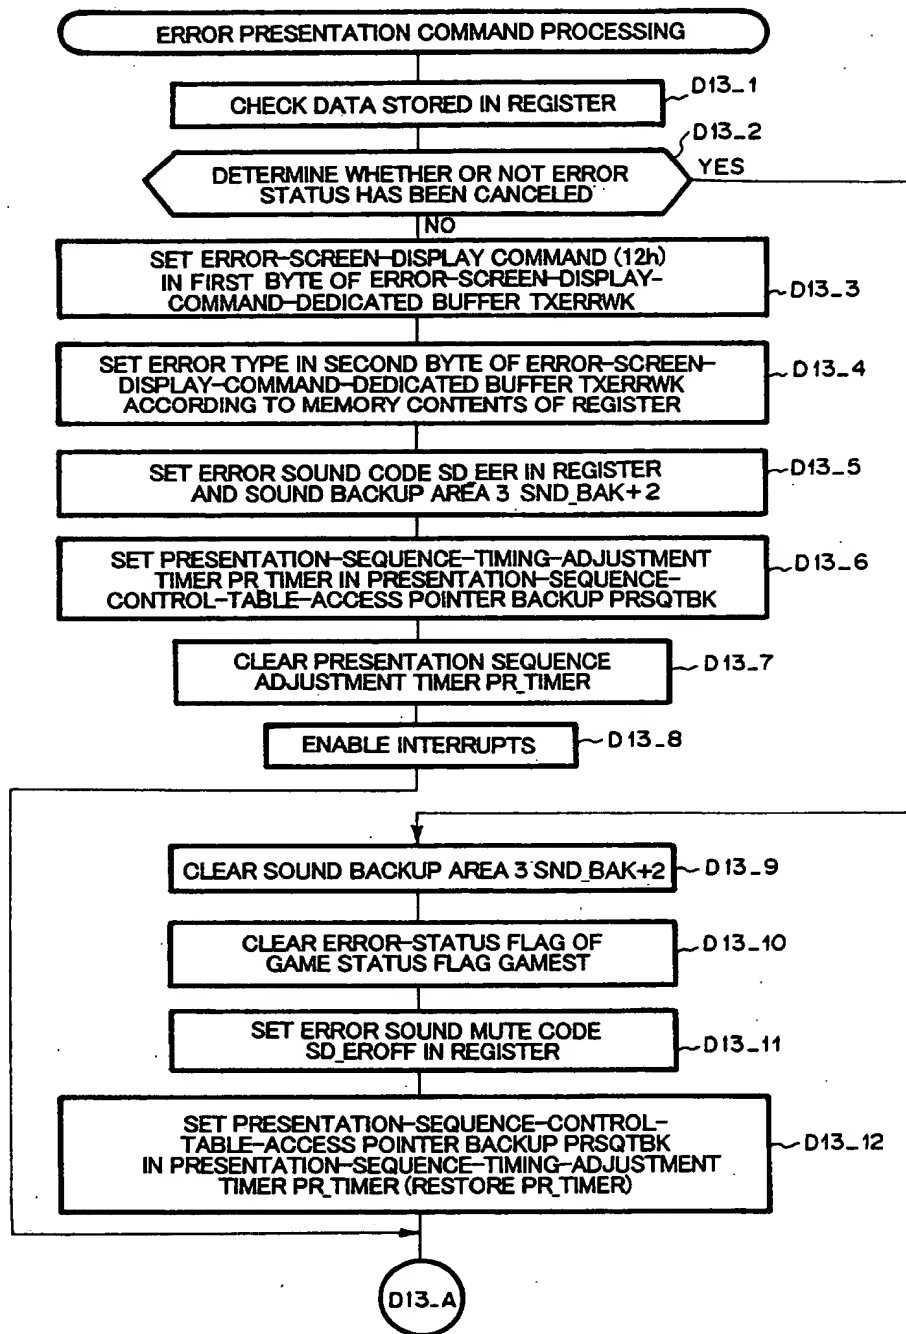 ERROR PRESENTATION COMMAND PROCESSING
D13_1
CHECK DATA STORED IN REGISTER
D13_2
DETERMINE WHETHER OR NOT ERROR
STATUS HAS BEEN CANCELED
YES
NO
SET ERROR-SCREEN-DISPLAY COMMAND (12h)
IN FIRST BYTE OF ERROR-SCREEN-DISPLAY-
COMMAND-DEDICATED BUFFER TXERRWK
D13_3
SET ERROR TYPE IN SECOND BYTE OF ERROR-SCREEN-
DISPLAY-COMMAND-DEDICATED BUFFER TXERRWK
ACCORDING TO MEMORY CONTENTS OF REGISTER
D13_4
SET ERROR SOUND CODE SD_EER IN REGISTER
AND SOUND BACKUP AREA 3 SND_BAK+2
D13_5
SET PRESENTATION-SEQUENCE-TIMING-ADJUSTMENT
TIMER PR_TIMER IN PRESENTATION-SEQUENCE-
CONTROL-TABLE-ACCESS POINTER BACKUP PRSQTBK
D13_6
CLEAR PRESENTATION SEQUENCE
ADJUSTMENT TIMER PR_TIMER
D13_7
ENABLE INTERRUPTS
D13_8
CLEAR SOUND BACKUP AREA 3 SND_BAK+2
D13_9
CLEAR ERROR-STATUS FLAG OF
GAME STATUS FLAG GAMEST
D13_10
SET ERROR SOUND MUTE CODE
SD_EROFF IN REGISTER
D13_11
SET PRESENTATION-SEQUENCE-CONTROL-
TABLE-ACCESS POINTER BACKUP PRSQTBK
IN PRESENTATION-SEQUENCE-TIMING-ADJUSTMENT
TIMER PR_TIMER (RESTORE PR_TIMER)
D13_12
D13_A